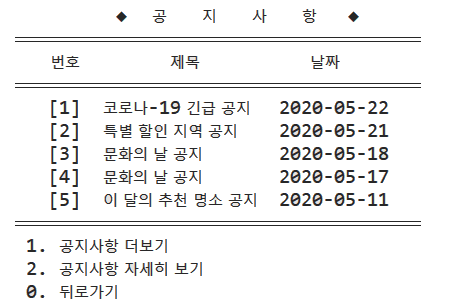 ◆ 공 지 사 항 ◆
번호 제목 날짜
[1] 코로나-19 긴급 공지 2020-05-22
[2] 특별 할인 지역 공지 2020-05-21
[3] 문화의 날 공지 2020-05-18
[4] 문화의 날 공지 2020-05-17
[5] 이 달의 추천 명소 공지 2020-05-11
1. 공지사항 더보기
2. 공지사항 자세히 보기
0. 뒤로가기